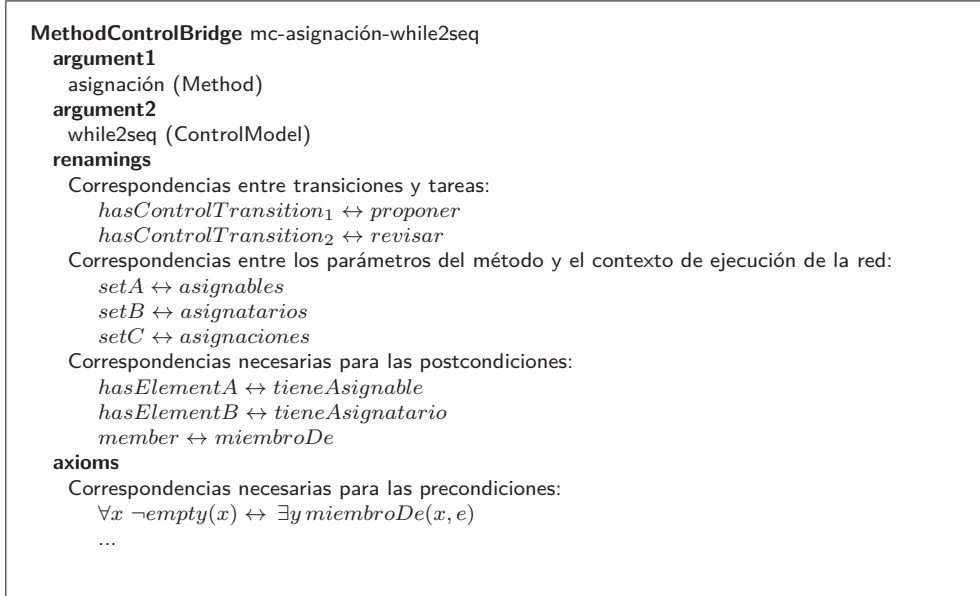 MethodControlBridge mc-asignación-while2seq
argument1
asignación (Method)
argument2
while2seq (ControlModel)
renamings
Correspondencias entre transiciones y tareas:
hasControlTransition₁ ↔ proponer
hasControlTransition₂ ↔ revisar
Correspondencias entre los parámetros del método y el contexto de ejecución de la red:
setA ↔ asignables
setB ↔ asignatarios
setC ↔ asignaciones
Correspondencias necesarias para las postcondiciones:
hasElementA ↔ tieneAsignable
hasElementB ↔ tieneAsignatario
member ↔ miembroDe
axioms
Correspondencias necesarias para las precondiciones:
∀x ¬empty(x) ↔ ∃y miembroDe(x, e)
...